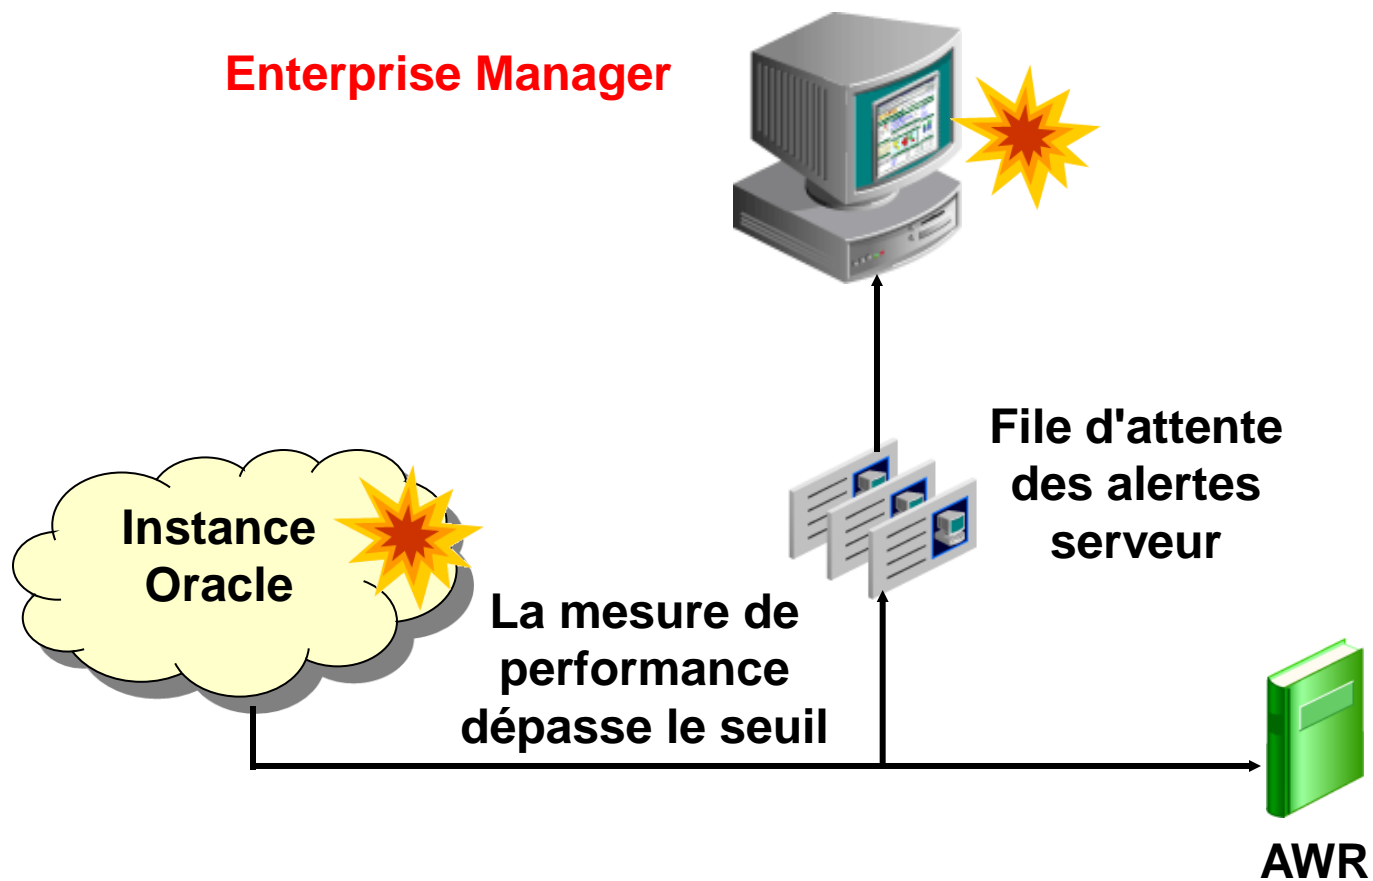 Enterprise Manager
File d'attente
des alertes
serveur
Instance
Oracle
La mesure de
performance
dépasse le seuil
AWR